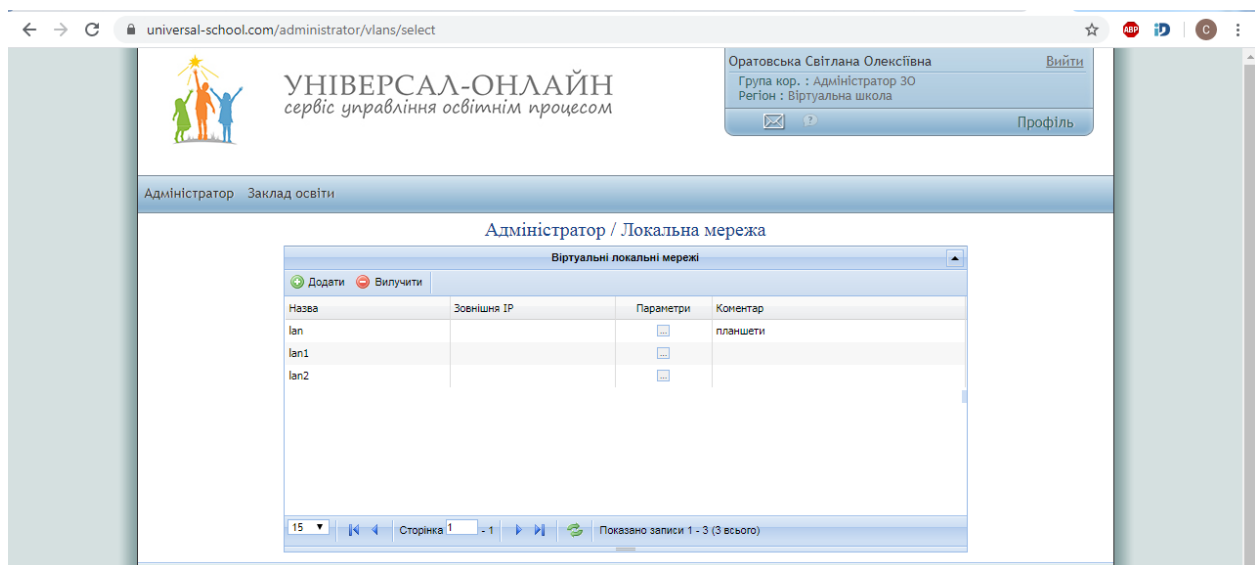 universal-school.com/administrator/vlans/select
ABP
С
УНІВЕРСАЛ-ОНЛАЙН
сервіс управління освітнім процесом
Оратовська Світлана Олексіївна Вийти
Група кор. : Адміністратор ЗО
Регіон : Віртуальна школа
Профіль
Адміністратор Заклад освіти
Адміністратор / Локальна мережа
Віртуальні локальні мережі
Додати Вилучити
Назва Зовнішня IP Параметри Коментар
lan ... планшети
lan1 ...
lan2 ...
15 Сторінка 1 - 1 Показано записи 1 - 3 (3 всього)